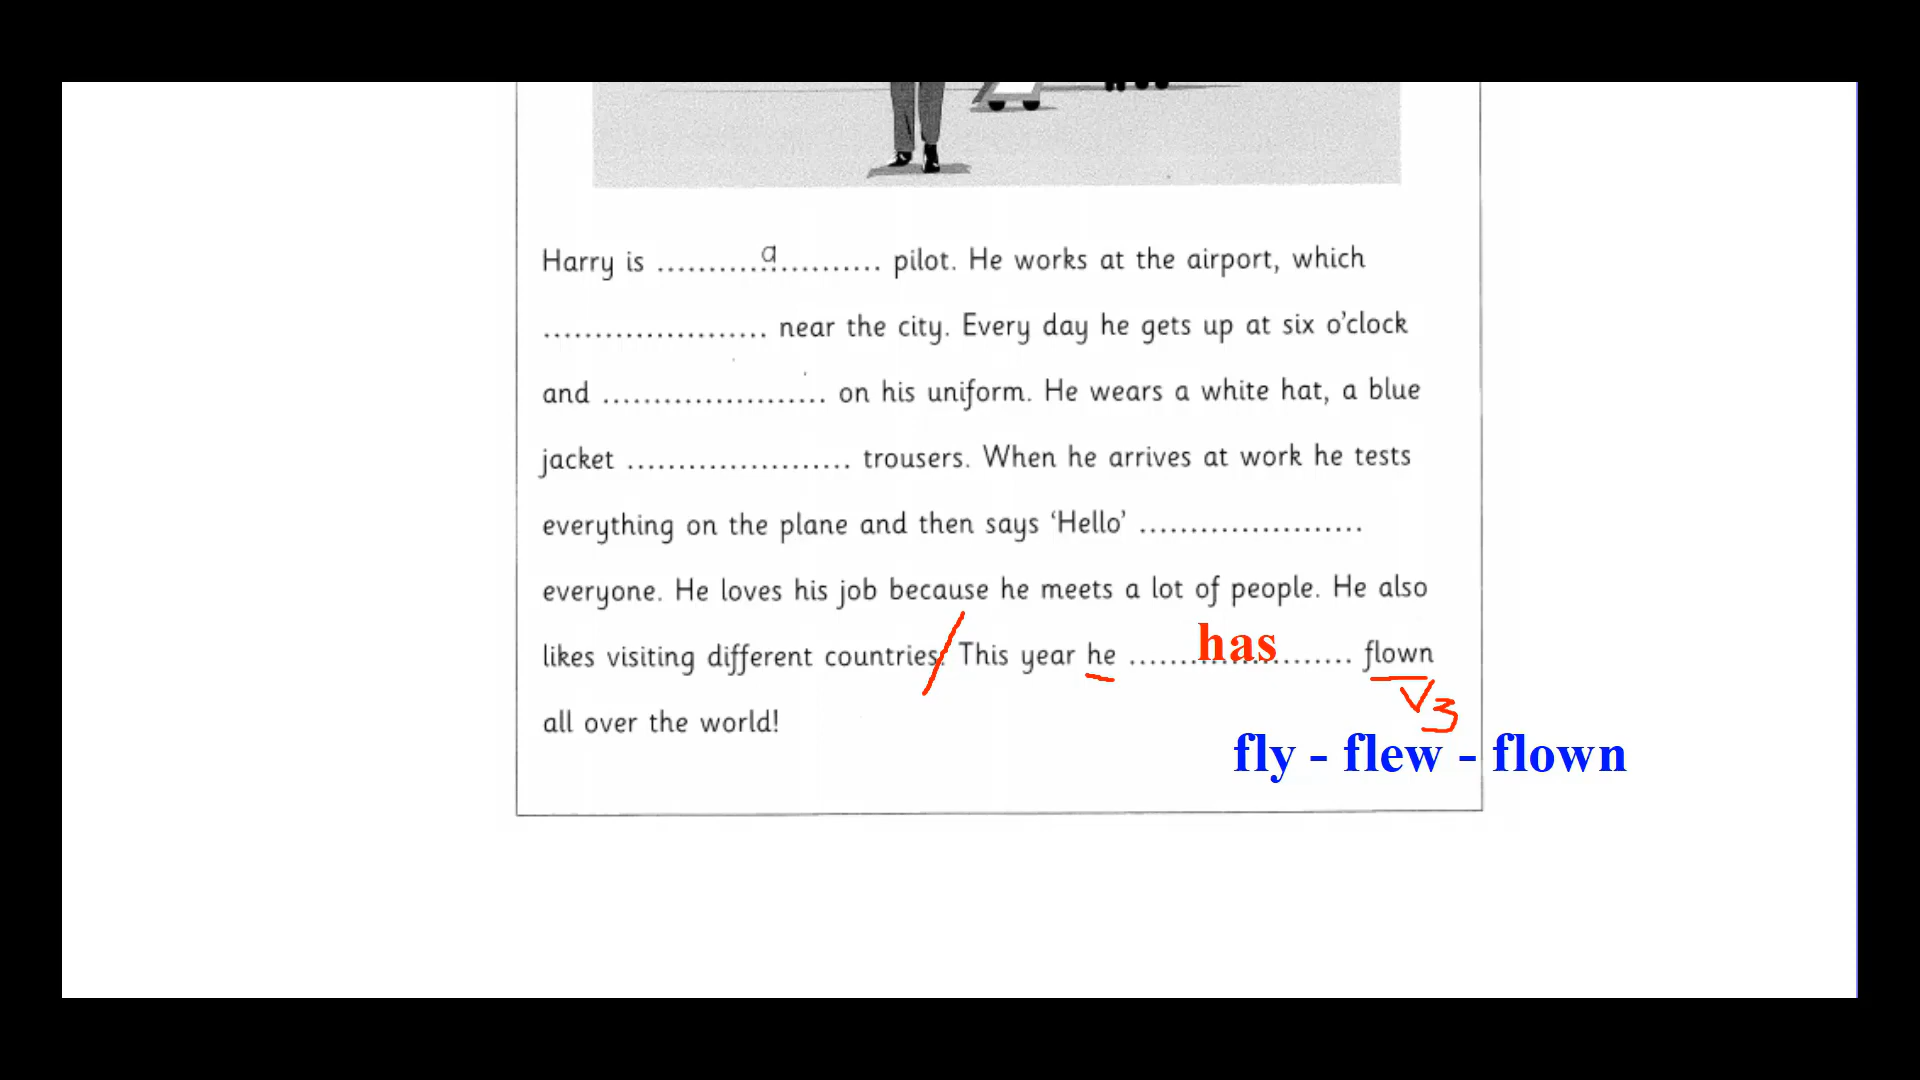 Harry is ..........a.......... pilot. He works at the airport, which
...................... near the city. Every day he gets up at six o’clock
and ...................... on his uniform. He wears a white hat, a blue
jacket ...................... trousers. When he arrives at work he tests
everything on the plane and then says ‘Hello’ ......................
everyone. He loves his job because he meets a lot of people. He also
likes visiting different countries. This year he ......has...... flown
V3
all over the world!
fly - flew - flown